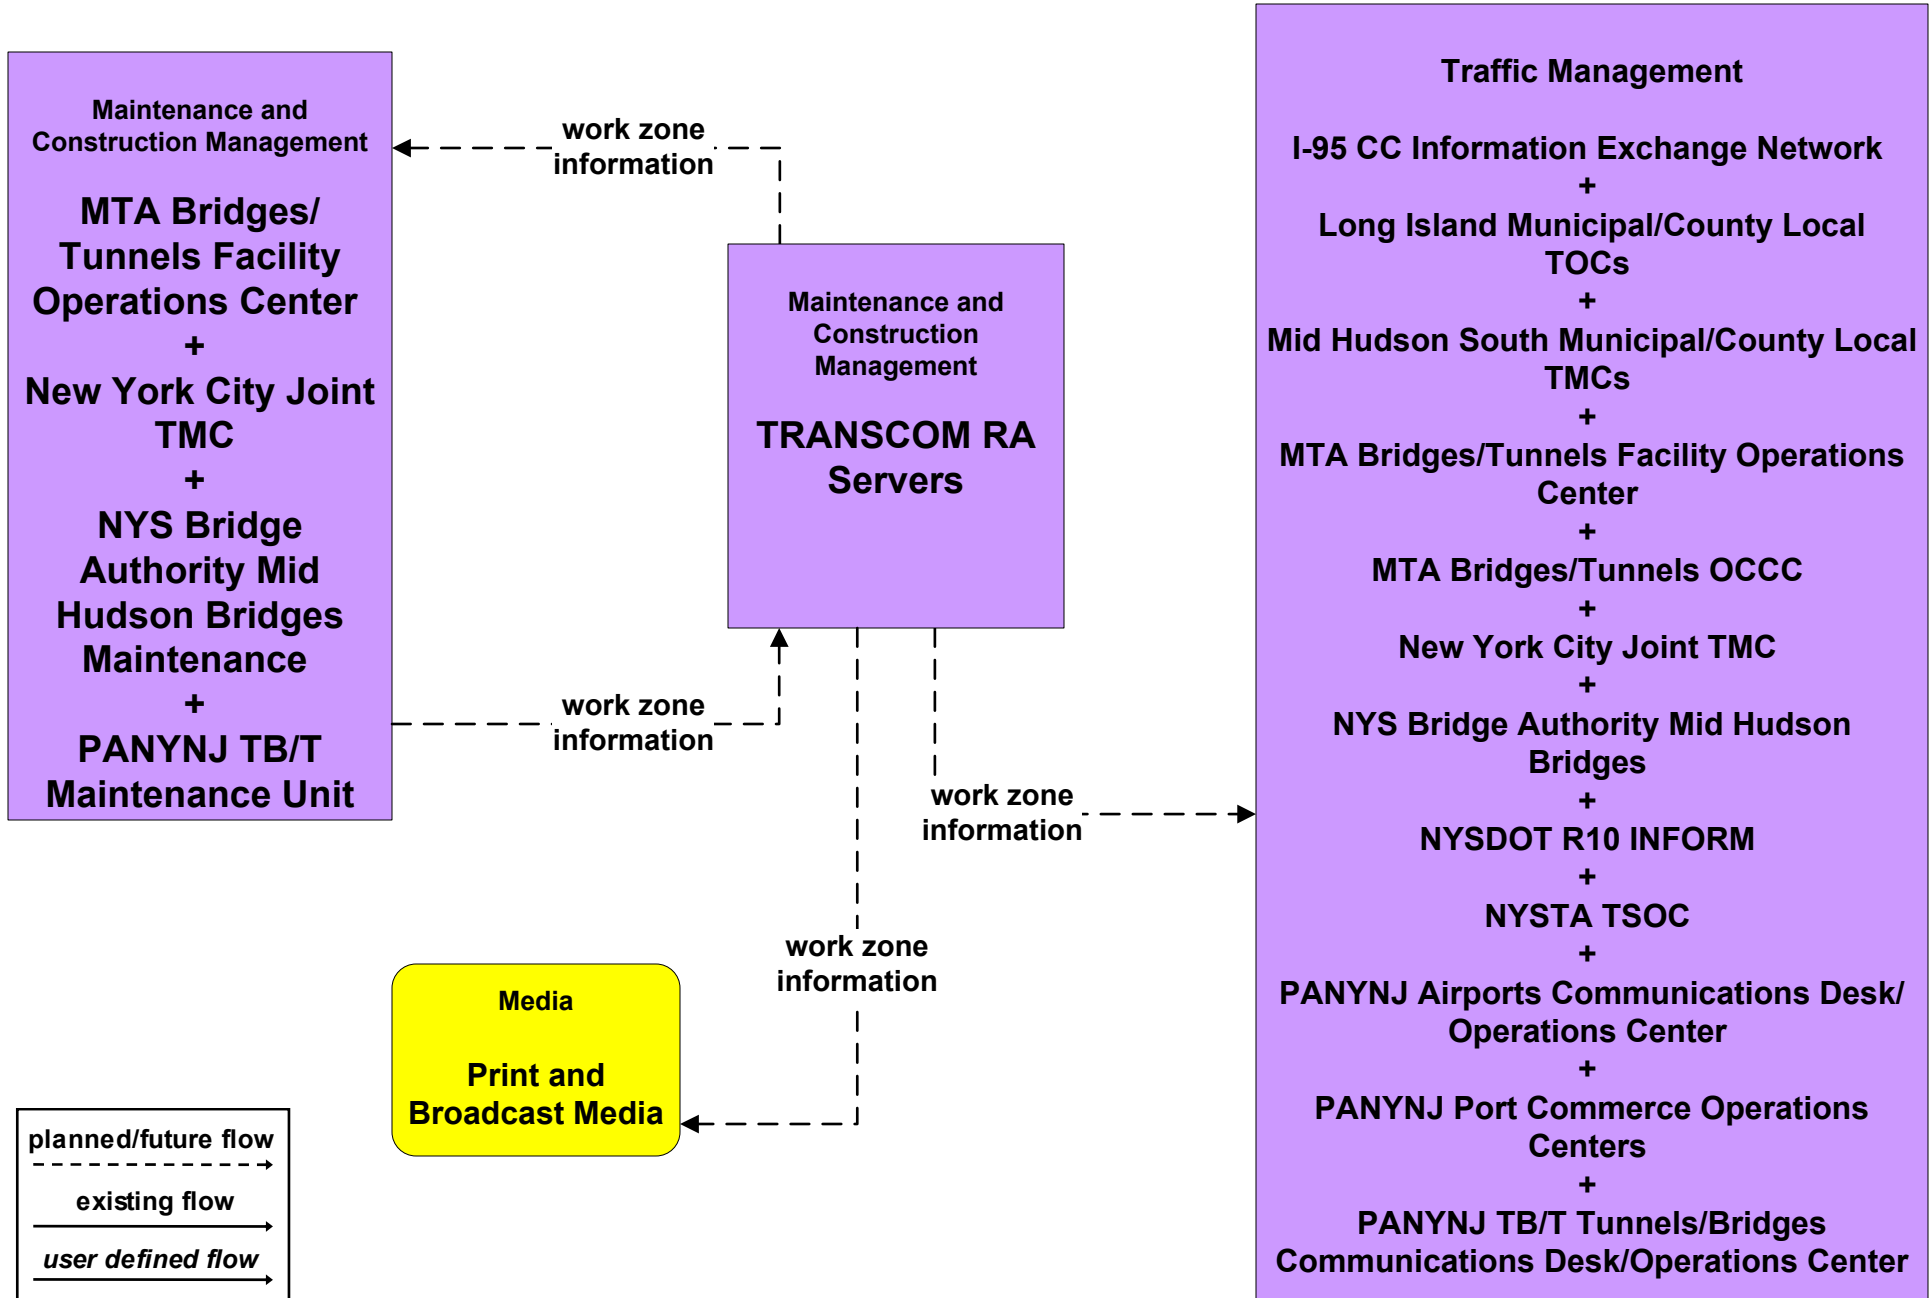 Maintenance and
Construction Management
MTA Bridges/
Tunnels Facility
Operations Center
+
New York City Joint
TMC
+
NYS Bridge
Authority Mid
Hudson Bridges
Maintenance
+
PANYNJ TB/T
Maintenance Unit
work zone
information
Maintenance and
Construction
Management
TRANSCOM RA
Servers
work zone
information
work zone
information
work zone
information
Media
Print and
Broadcast Media
Traffic Management
I-95 CC Information Exchange Network
+
Long Island Municipal/County Local
TOCs
+
Mid Hudson South Municipal/County Local
TMCs
+
MTA Bridges/Tunnels Facility Operations
Center
+
MTA Bridges/Tunnels OCCC
+
New York City Joint TMC
+
NYS Bridge Authority Mid Hudson
Bridges
+
NYSDOT R10 INFORM
+
NYSTA TSOC
+
PANYNJ Airports Communications Desk/
Operations Center
+
PANYNJ Port Commerce Operations
Centers
+
PANYNJ TB/T Tunnels/Bridges
Communications Desk/Operations Center
planned/future flow
existing flow
user defined flow